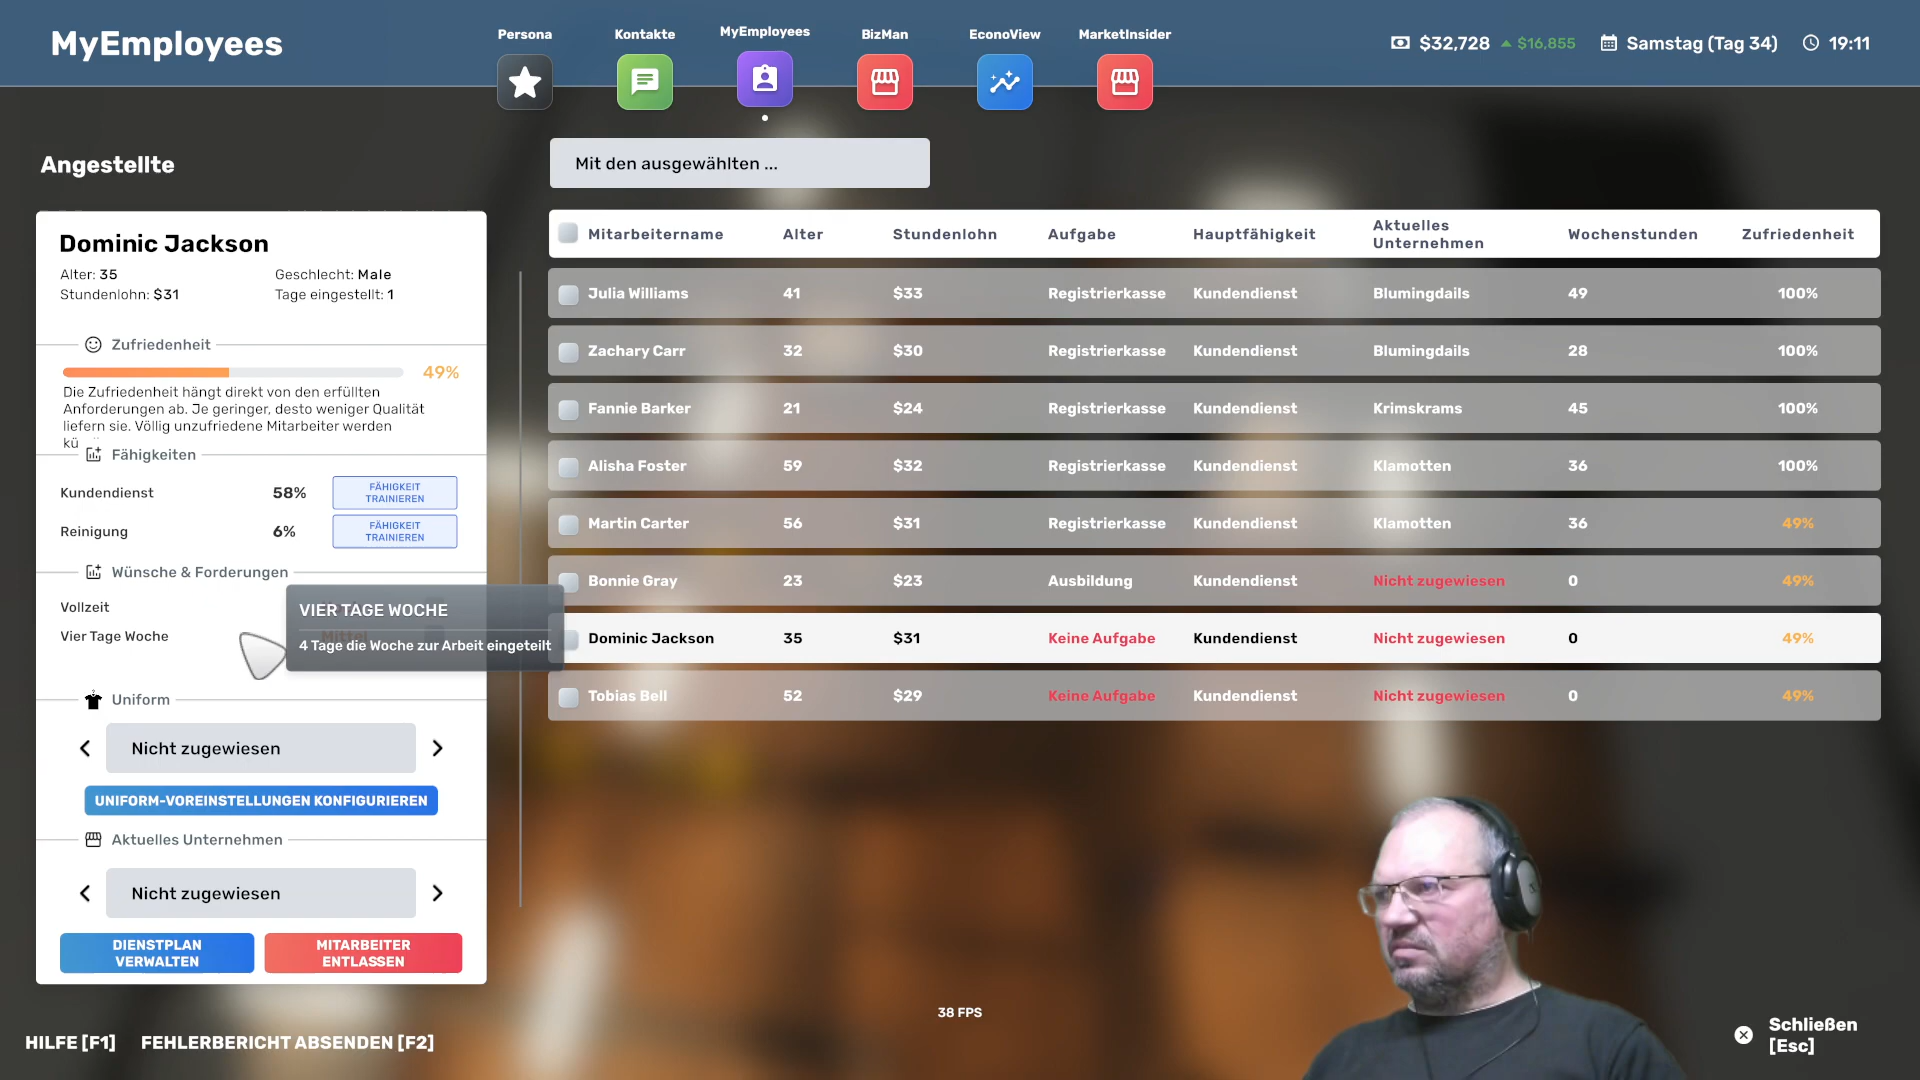 MyEmployees
Persona
Kontakte
MyEmployees
BizMan
EconoView
MarketInsider
$32,728
$16,855
Samstag (Tag 34)
19:11
Angestellte
Mit den ausgewählten ...
Dominic Jackson
Alter: 35
Geschlecht: Male
Stundenlohn: $31
Tage eingestellt: 1
Zufriedenheit
49%
Die Zufriedenheit hängt direkt von den erfüllten
Anforderungen ab. Je geringer, desto weniger Qualität
liefern sie. Völlig unzufriedene Mitarbeiter werden
Fähigkeiten
Kundendienst 58% FÄHIGKEIT
TRAINIEREN
Reinigung 6% FÄHIGKEIT
TRAINIEREN
Wünsche & Forderungen
Vollzeit
Vier Tage Woche
Mittel
VIER TAGE WOCHE
4 Tage die Woche zur Arbeit eingeteilt
Uniform
Nicht zugewiesen
UNIFORM-VOREINSTELLUNGEN KONFIGURIEREN
Aktuelles Unternehmen
Nicht zugewiesen
DIENSTPLAN
VERWALTEN
MITARBEITER
ENTLASSEN
Mitarbeitername Alter Stundenlohn Aufgabe Hauptfähigkeit Aktuelles
Unternehmen Wochenstunden Zufriedenheit
Julia Williams 41 $33 Registrierkasse Kundendienst Blumingdails 49 100%
Zachary Carr 32 $30 Registrierkasse Kundendienst Blumingdails 28 100%
Fannie Barker 21 $24 Registrierkasse Kundendienst Krimskrams 45 100%
Alisha Foster 59 $32 Registrierkasse Kundendienst Klamotten 36 100%
Martin Carter 56 $31 Registrierkasse Kundendienst Klamotten 36 49%
Bonnie Gray 23 $23 Ausbildung Kundendienst Nicht zugewiesen 0 49%
Dominic Jackson 35 $31 Keine Aufgabe Kundendienst Nicht zugewiesen 0 49%
Tobias Bell 52 $29 Keine Aufgabe Kundendienst Nicht zugewiesen 0 49%
38 FPS
HILFE [F1]
FEHLERBERICHT ABSENDEN [F2]
Schließen
[Esc]